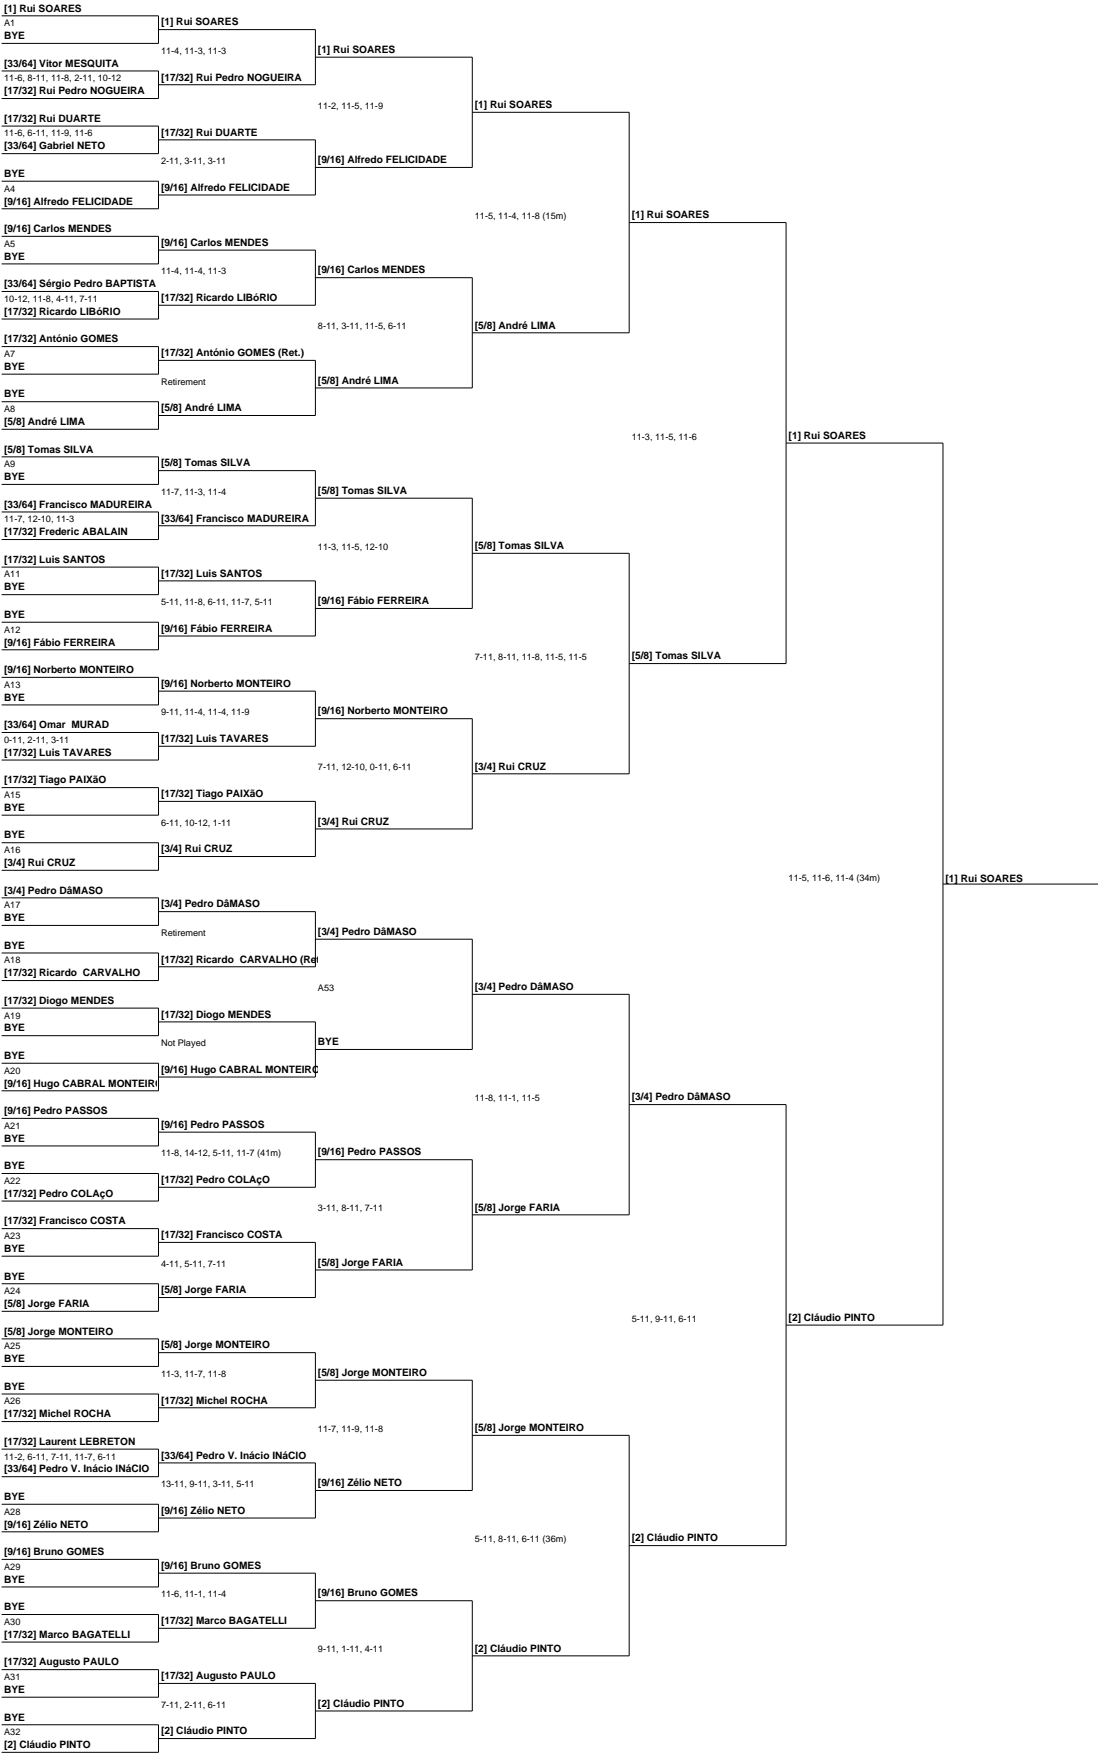 [1] Rui SOARES
A1
BYE
[33/64] Vitor MESQUITA
11-6, 8-11, 11-8, 2-11, 10-12
[17/32] Rui Pedro NOGUEIRA
[17/32] Rui DUARTE
11-6, 6-11, 11-9, 11-6
[33/64] Gabriel NETO
BYE
A4
[9/16] Alfredo FELICIDADE
[9/16] Carlos MENDES
A5
BYE
[33/64] Sérgio Pedro BAPTISTA
10-12, 11-8, 4-11, 7-11
[17/32] Ricardo LIBóRIO
[17/32] António GOMES
A7
BYE
BYE
A8
[5/8] André LIMA
[5/8] Tomas SILVA
A9
BYE
[33/64] Francisco MADUREIRA
11-7, 12-10, 11-3
[17/32] Frederic ABALAIN
[17/32] Luis SANTOS
A11
BYE
BYE
A12
[9/16] Fábio FERREIRA
[9/16] Norberto MONTEIRO
A13
BYE
[33/64] Omar  MURAD
0-11, 2-11, 3-11
[17/32] Luis TAVARES
[17/32] Tiago PAIXãO
A15
BYE
BYE
A16
[3/4] Rui CRUZ
[3/4] Pedro DâMASO
A17
BYE
BYE
A18
[17/32] Ricardo  CARVALHO
[17/32] Diogo MENDES
A19
BYE
BYE
A20
[9/16] Hugo CABRAL MONTEIR
[9/16] Pedro PASSOS
A21
BYE
BYE
A22
[17/32] Pedro COLAçO
[17/32] Francisco COSTA
A23
BYE
BYE
A24
[5/8] Jorge FARIA
[5/8] Jorge MONTEIRO
A25
BYE
BYE
A26
[17/32] Michel ROCHA
[17/32] Laurent LEBRETON
11-2, 6-11, 7-11, 11-7, 6-11
[33/64] Pedro V. Inácio INáCIO
BYE
A28
[9/16] Zélio NETO
[9/16] Bruno GOMES
A29
BYE
BYE
A30
[17/32] Marco BAGATELLI
[17/32] Augusto PAULO
A31
BYE
BYE
A32
[2] Cláudio PINTO
[1] Rui SOARES
11-4, 11-3, 11-3
[17/32] Rui Pedro NOGUEIRA
[17/32] Rui DUARTE
2-11, 3-11, 3-11
[9/16] Alfredo FELICIDADE
[9/16] Carlos MENDES
11-4, 11-4, 11-3
[17/32] Ricardo LIBóRIO
[17/32] António GOMES (Ret.)
Retirement
[5/8] André LIMA
[5/8] Tomas SILVA
11-7, 11-3, 11-4
[33/64] Francisco MADUREIRA
[17/32] Luis SANTOS
5-11, 11-8, 6-11, 11-7, 5-11
[9/16] Fábio FERREIRA
[9/16] Norberto MONTEIRO
9-11, 11-4, 11-4, 11-9
[17/32] Luis TAVARES
[17/32] Tiago PAIXãO
6-11, 10-12, 1-11
[3/4] Rui CRUZ
[3/4] Pedro DâMASO
Retirement
[17/32] Ricardo  CARVALHO (Ret
[17/32] Diogo MENDES
Not Played
[9/16] Hugo CABRAL MONTEIRO
[9/16] Pedro PASSOS
11-8, 14-12, 5-11, 11-7 (41m)
[17/32] Pedro COLAçO
[17/32] Francisco COSTA
4-11, 5-11, 7-11
[5/8] Jorge FARIA
[5/8] Jorge MONTEIRO
11-3, 11-7, 11-8
[17/32] Michel ROCHA
[33/64] Pedro V. Inácio INáCIO
13-11, 9-11, 3-11, 5-11
[9/16] Zélio NETO
[9/16] Bruno GOMES
11-6, 11-1, 11-4
[17/32] Marco BAGATELLI
[17/32] Augusto PAULO
7-11, 2-11, 6-11
[2] Cláudio PINTO
[1] Rui SOARES
11-2, 11-5, 11-9
[9/16] Alfredo FELICIDADE
[9/16] Carlos MENDES
8-11, 3-11, 11-5, 6-11
[5/8] André LIMA
[5/8] Tomas SILVA
11-3, 11-5, 12-10
[9/16] Fábio FERREIRA
[9/16] Norberto MONTEIRO
7-11, 12-10, 0-11, 6-11
[3/4] Rui CRUZ
[3/4] Pedro DâMASO
A53
BYE
[9/16] Pedro PASSOS
3-11, 8-11, 7-11
[5/8] Jorge FARIA
[5/8] Jorge MONTEIRO
11-7, 11-9, 11-8
[9/16] Zélio NETO
[9/16] Bruno GOMES
9-11, 1-11, 4-11
[2] Cláudio PINTO
[1] Rui SOARES
11-5, 11-4, 11-8 (15m)
[5/8] André LIMA
[5/8] Tomas SILVA
7-11, 8-11, 11-8, 11-5, 11-5
[3/4] Rui CRUZ
[3/4] Pedro DâMASO
11-8, 11-1, 11-5
[5/8] Jorge FARIA
[5/8] Jorge MONTEIRO
5-11, 8-11, 6-11 (36m)
[2] Cláudio PINTO
[1] Rui SOARES
11-3, 11-5, 11-6
[5/8] Tomas SILVA
[3/4] Pedro DâMASO
5-11, 9-11, 6-11
[2] Cláudio PINTO
[1] Rui SOARES
11-5, 11-6, 11-4 (34m)
[2] Cláudio PINTO
[1] Rui SOARES